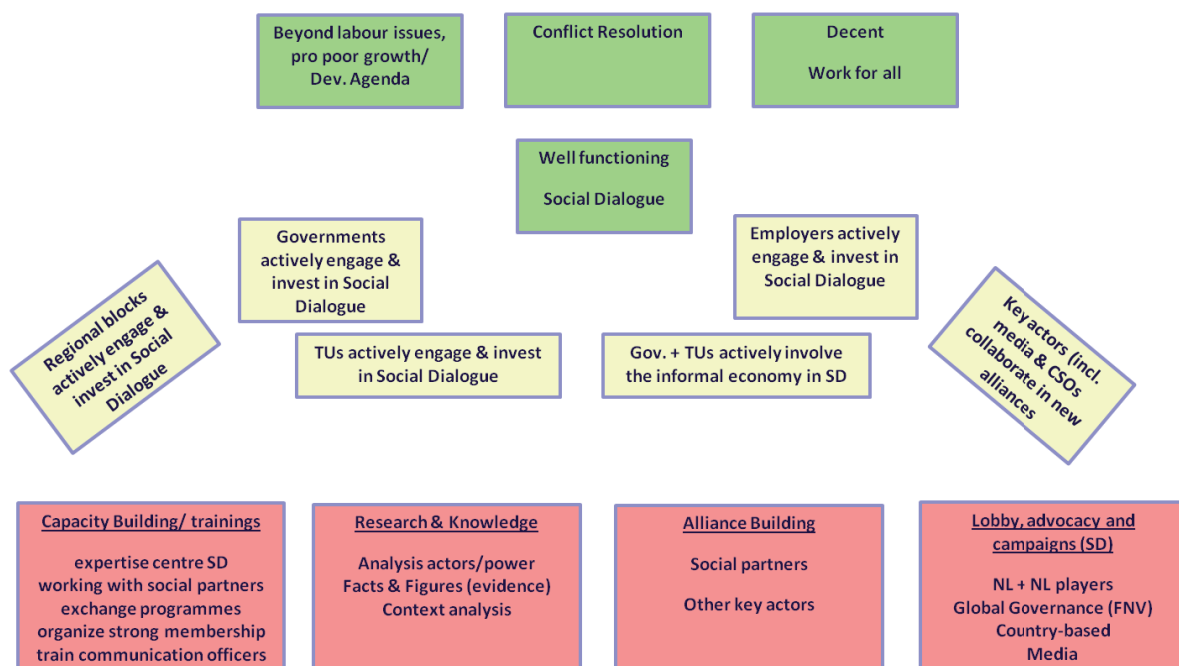 Beyond labour issues,
pro poor growth/
Dev. Agenda
Conflict Resolution
Decent
Work for all
Well functioning
Social Dialogue
Governments
actively engage &
invest in Social
Dialogue
Employers actively
engage & invest in
Social Dialogue
Regional blocks
actively engage &
invest in Social
Dialogue
TUs actively engage & invest
in Social Dialogue
Gov. + TUs actively involve
the informal economy in SD
Key actors (incl.
media & CSOs
collaborate in new
alliances
Capacity Building/ trainings
expertise centre SD
working with social partners
exchange programmes
organize strong membership
train communication officers
Research & Knowledge
Analysis actors/power
Facts & Figures (evidence)
Context analysis
Alliance Building
Social partners
Other key actors
Lobby, advocacy and
campaigns (SD)
NL + NL players
Global Governance (FNV)
Country-based
Media